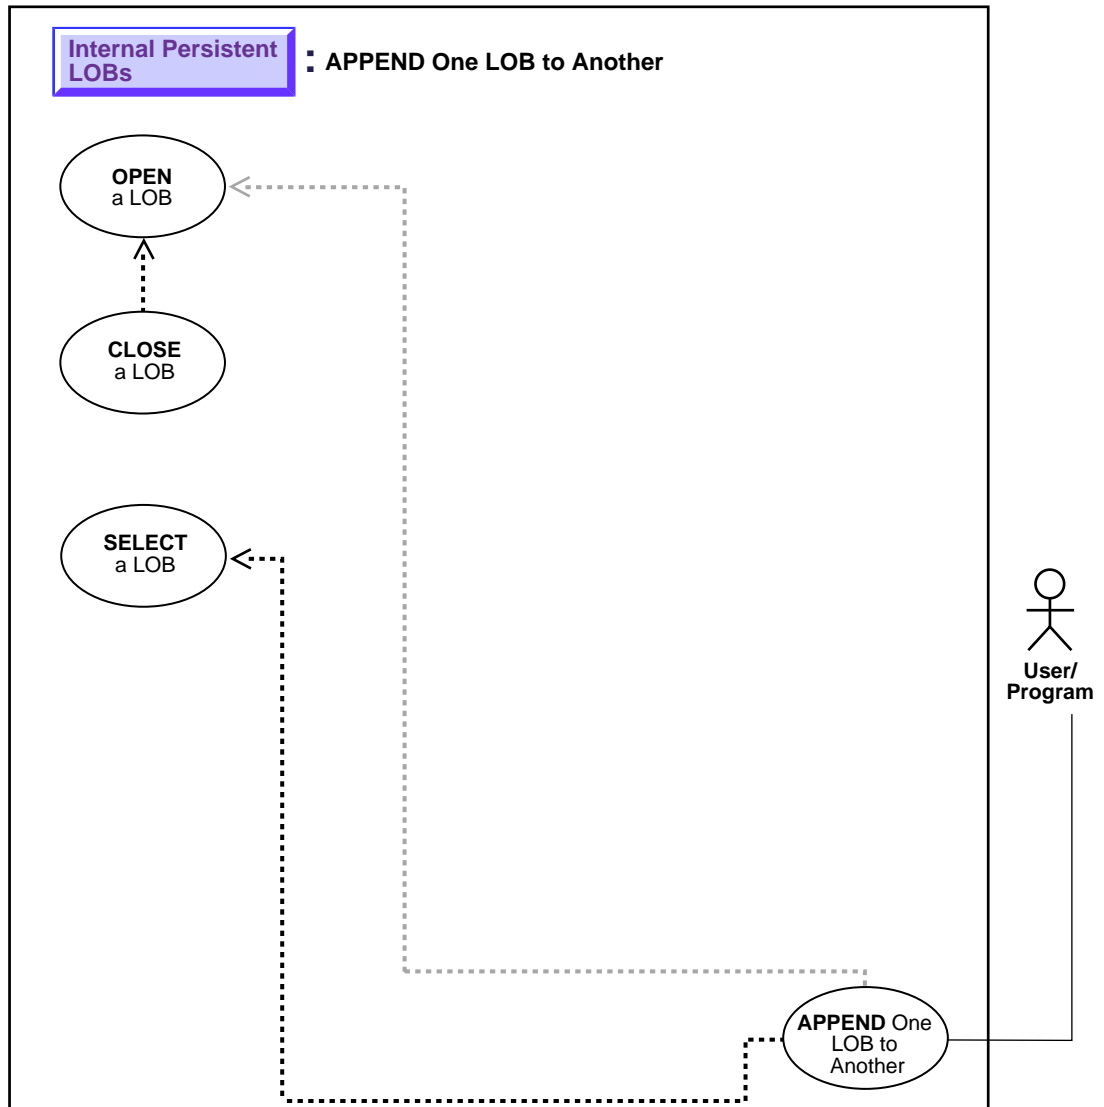 Internal Persistent
LOBs
: APPEND One LOB to Another
OPEN
a LOB
CLOSE
a LOB
SELECT
a LOB
User/
Program
APPEND One
LOB to
Another